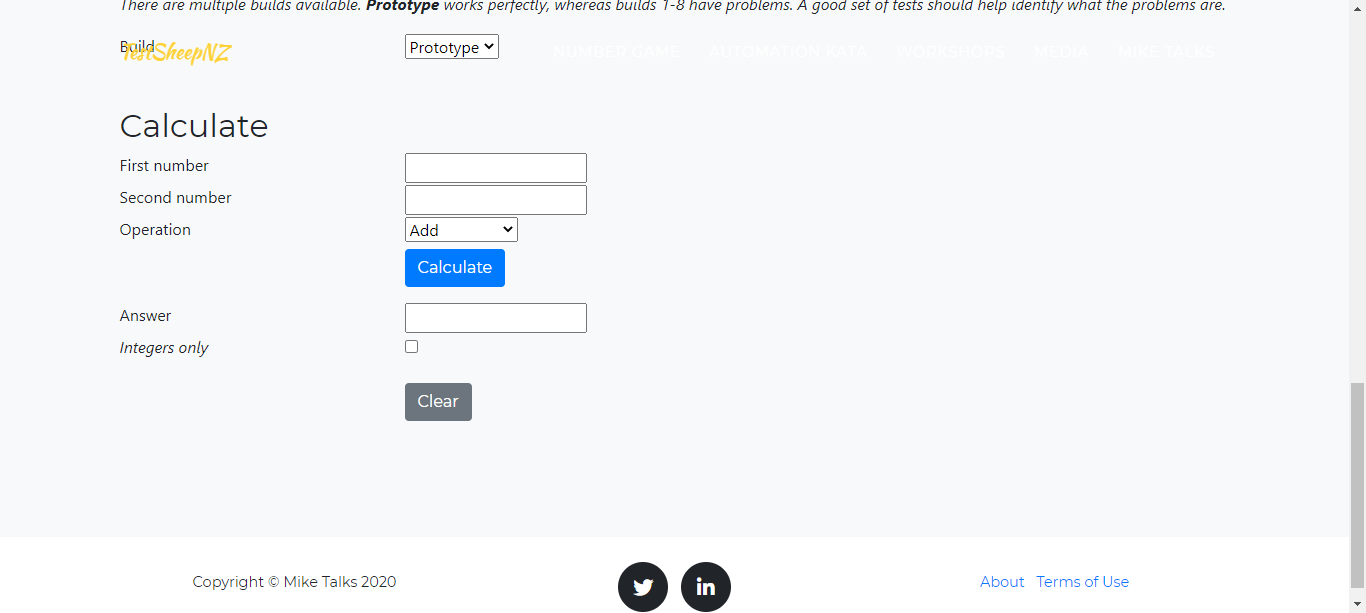 There are multiple builds available. Prototype works perfectly, whereas builds 1-8 have problems. A good set of tests should help identify what the problems are.
Build
Prototype
TestSheepNZ
NUMBER GAME
AUTOMATION KATA
WORKSHOPS
MEDIA
MIKE TALKS
Calculate
First number
Second number
Operation
Add
Calculate
Answer
Integers only
Clear
Copyright © Mike Talks 2020
About
Terms of Use